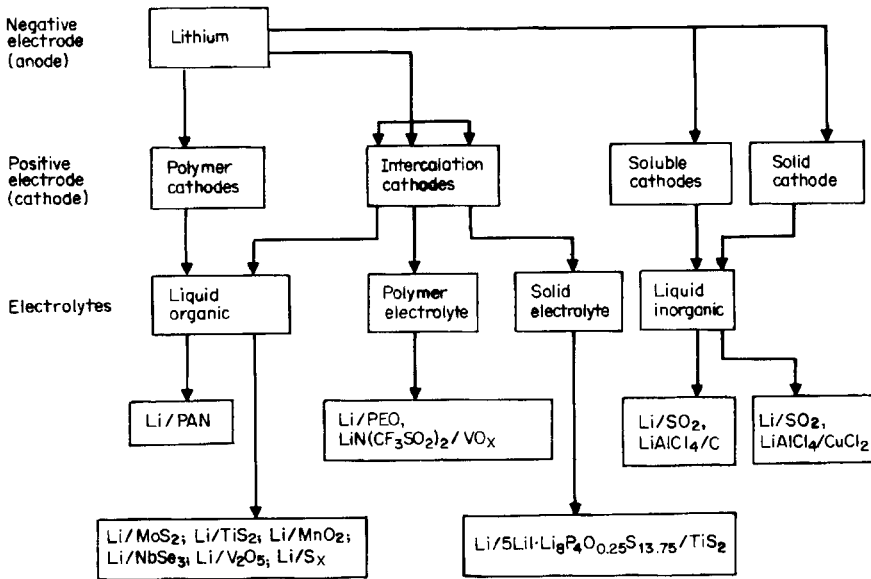 Negative
electrode
(anode)
Lithium
Positive
electrode
(cathode)
Polymer
cathodes
Intercalation
cathodes
Soluble
cathodes
Solid
cathode
Electrolytes
Liquid
organic
Polymer
electrolyte
Solid
electrolyte
Liquid
inorganic
Li/PAN
Li/PEO,
LiN(CF₃SO₂)₂/VOₓ
Li/SO₂,
LiAlCl₄/C
Li/SO₂,
LiAlCl₄/CuCl₂
Li/MoS₂; Li/TiS₂; Li/MnO₂;
Li/NbSe₃; Li/V₂O₅; Li/Sₓ
Li/5LiI·Li₈P₄O₀.₂₅S₁₃.₇₅/TiS₂